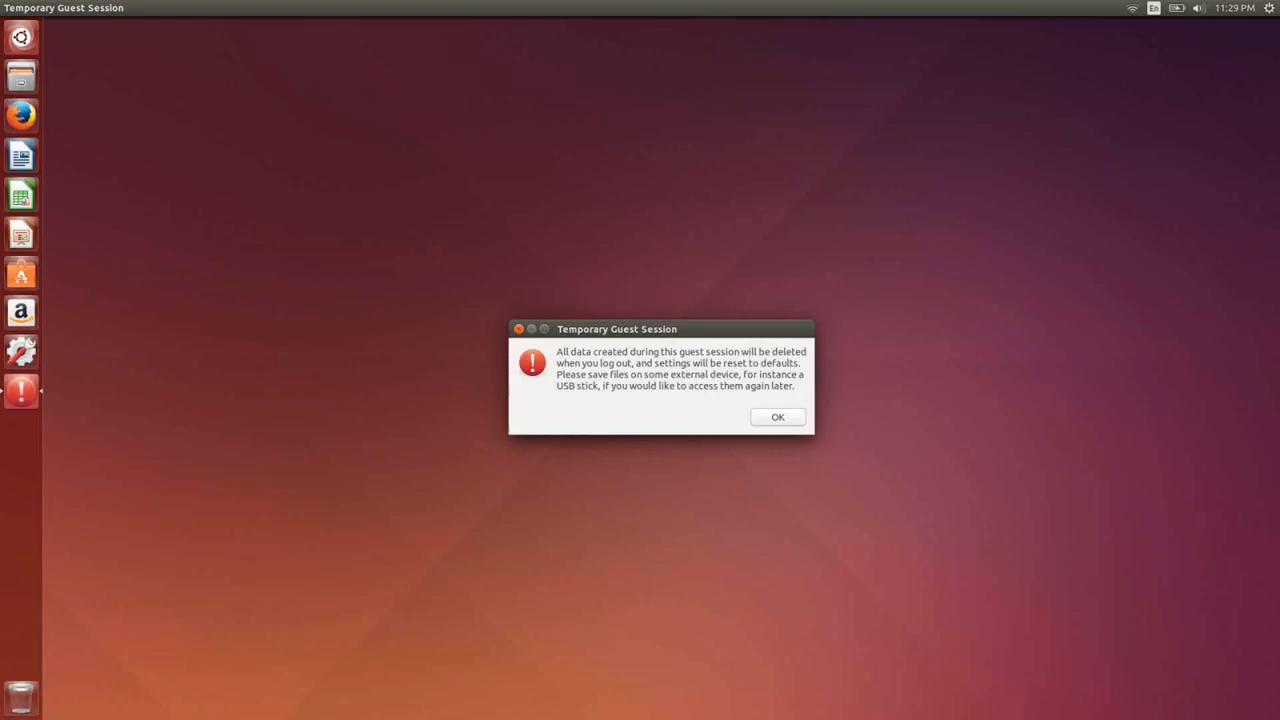 Temporary Guest Session
En
11:29 PM
a
Temporary Guest Session
All data created during this guest session will be deleted
when you log out, and settings will be reset to defaults.
Please save files on some external device, for instance a
USB stick, if you would like to access them again later.
OK